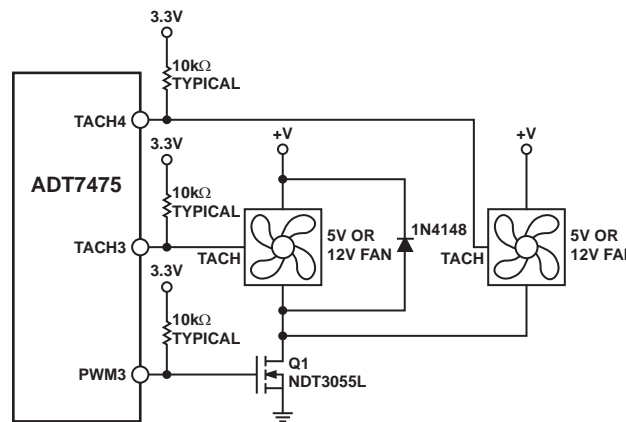 3.3V
10kΩ
TYPICAL
TACH4
3.3V
+V
+V
ADT7475
10kΩ
TYPICAL
1N4148
5V OR
12V FAN
5V OR
12V FAN
TACH3
TACH
TACH
3.3V
10kΩ
TYPICAL
Q1
NDT3055L
PWM3